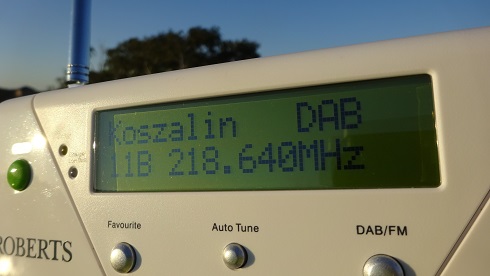 Koszalin DAB
11B 218.640MHz
Favourite Auto Tune DAB/FM
ROBERTS